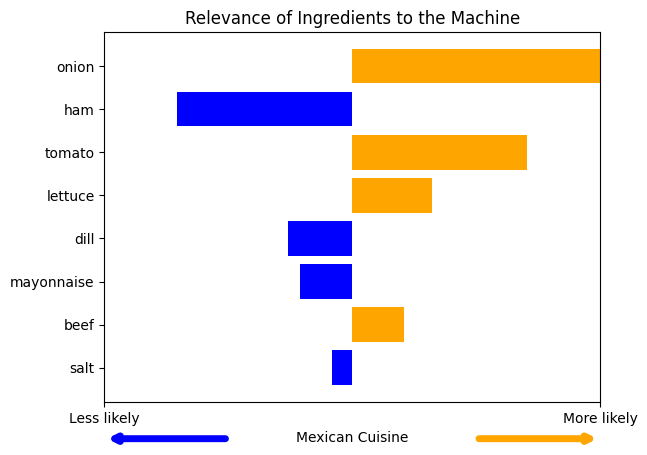 Relevance of Ingredients to the Machine
onion
ham
tomato
lettuce
dill
mayonnaise
beef
salt
Less likely
More likely
Mexican Cuisine